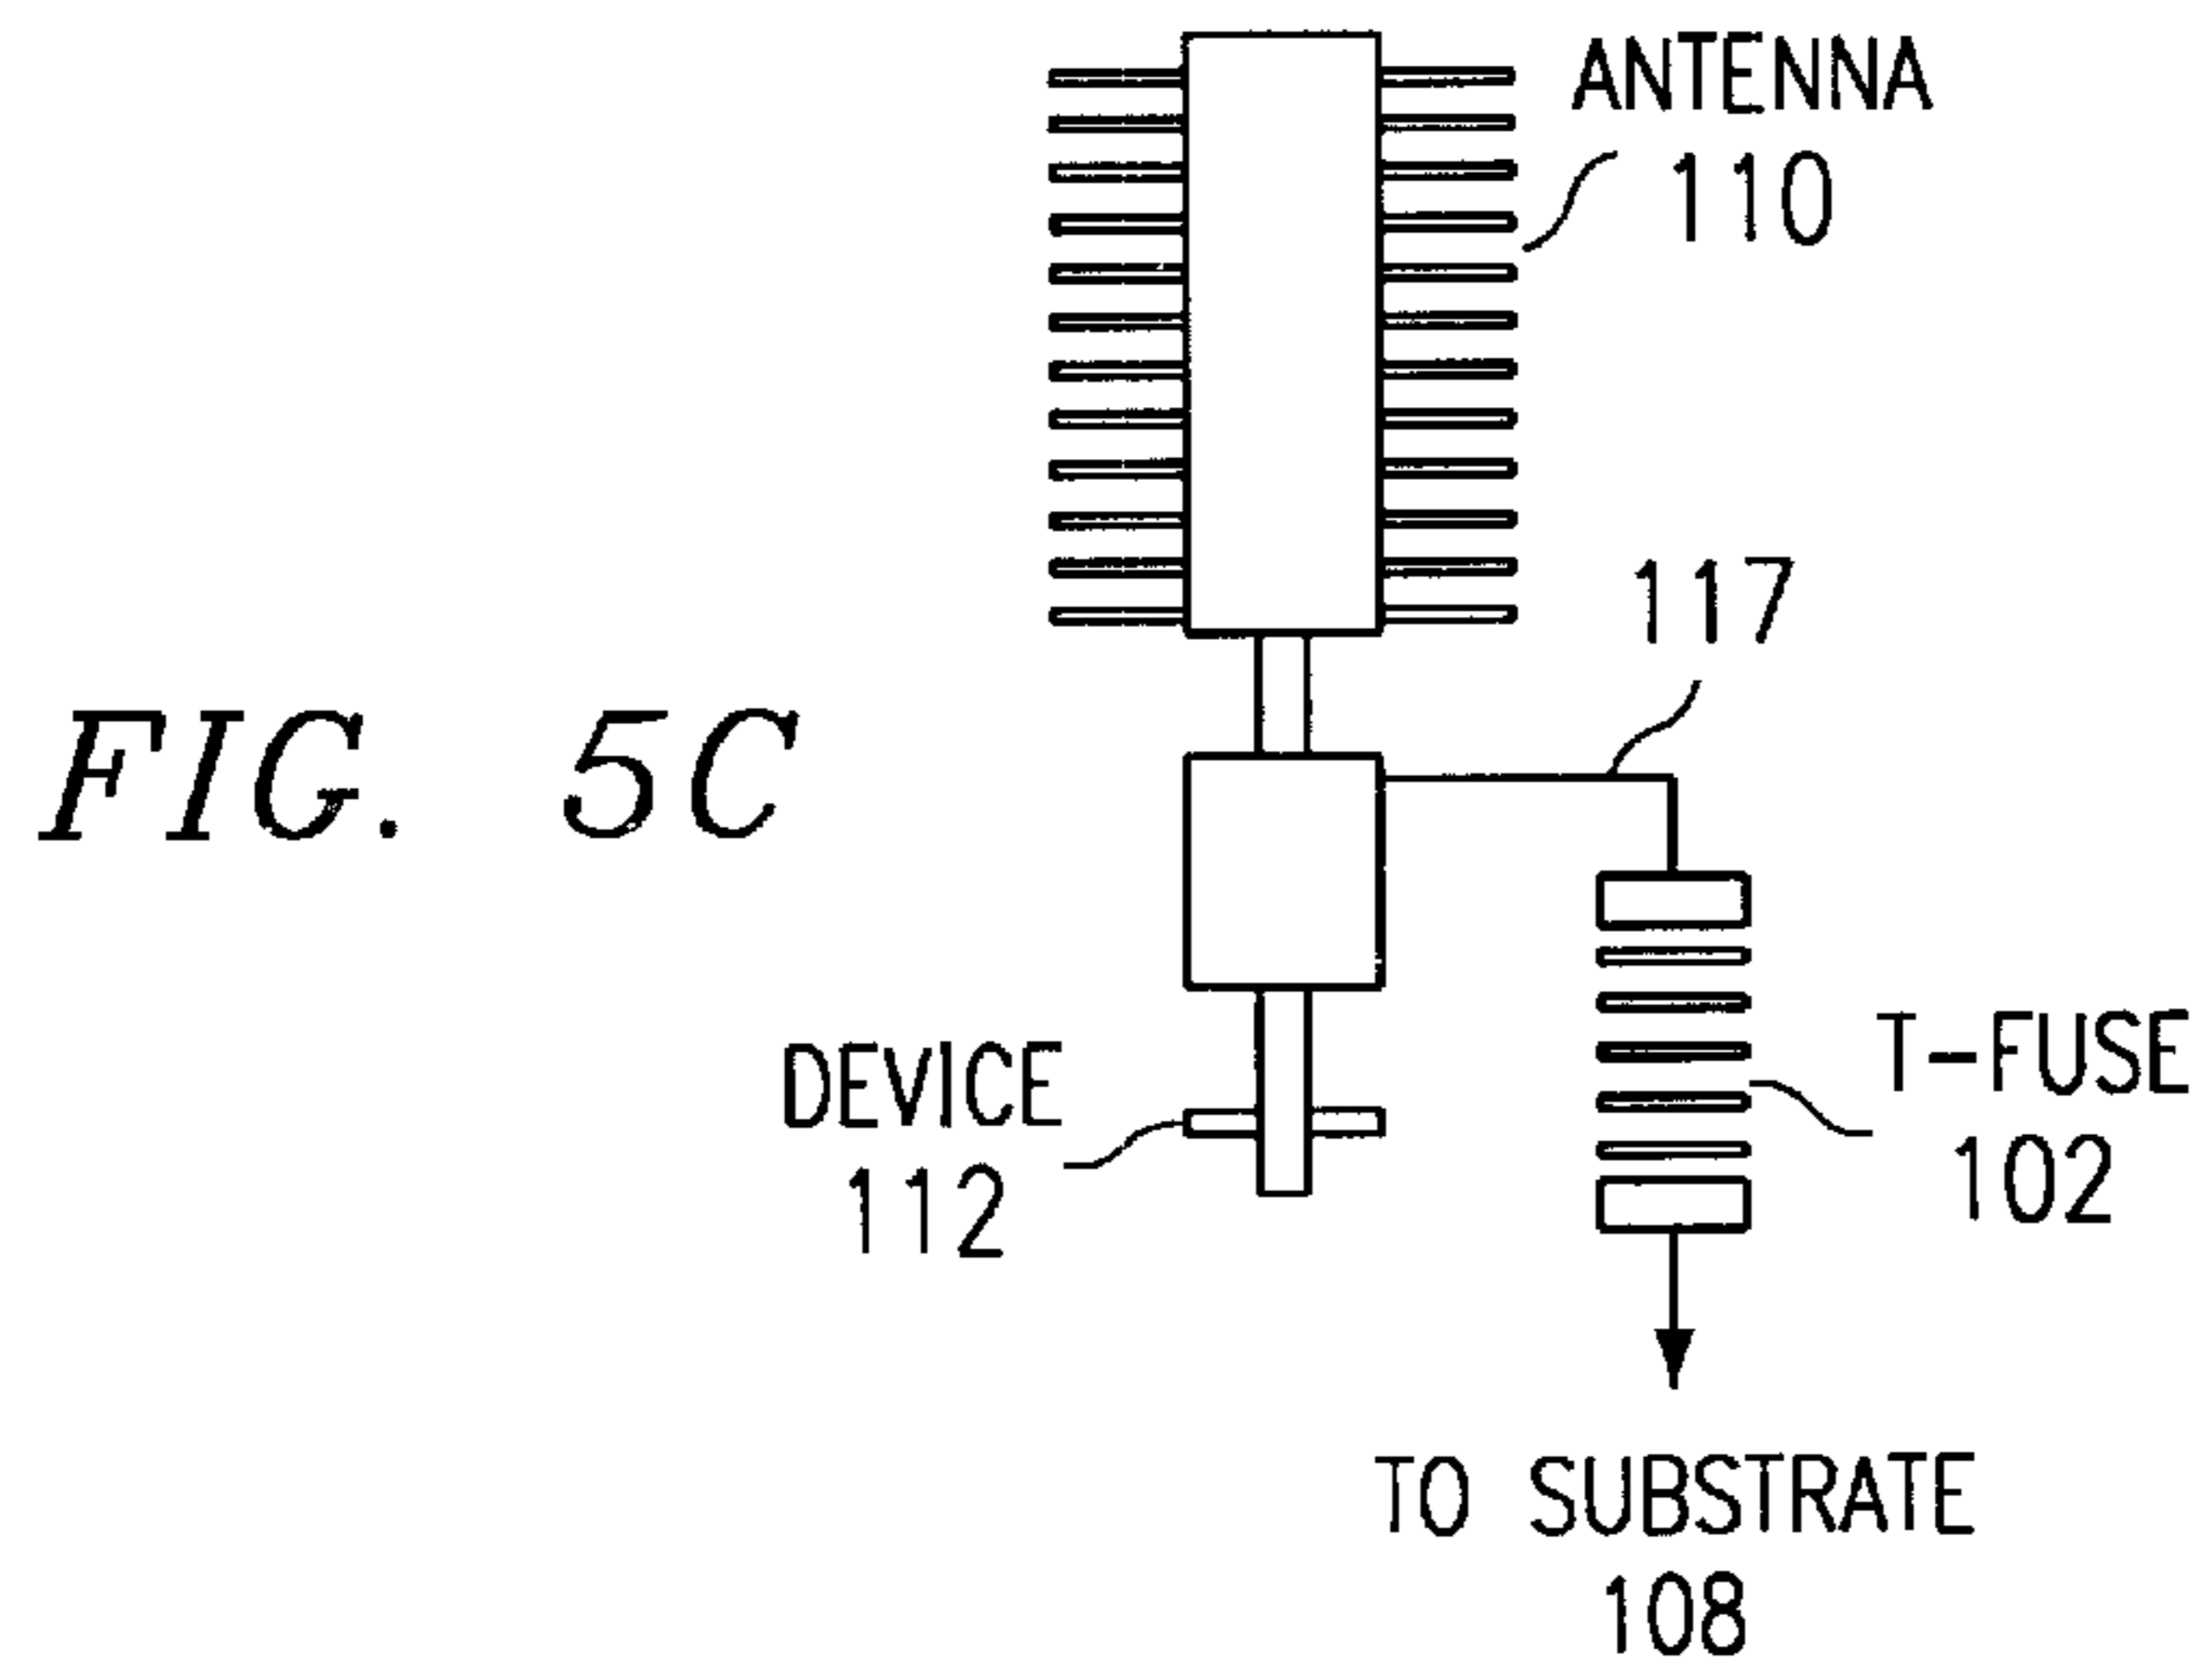 ANTENNA
110
117
FIG. 5C
DEVICE
112
T-FUSE
102
TO SUBSTRATE
108